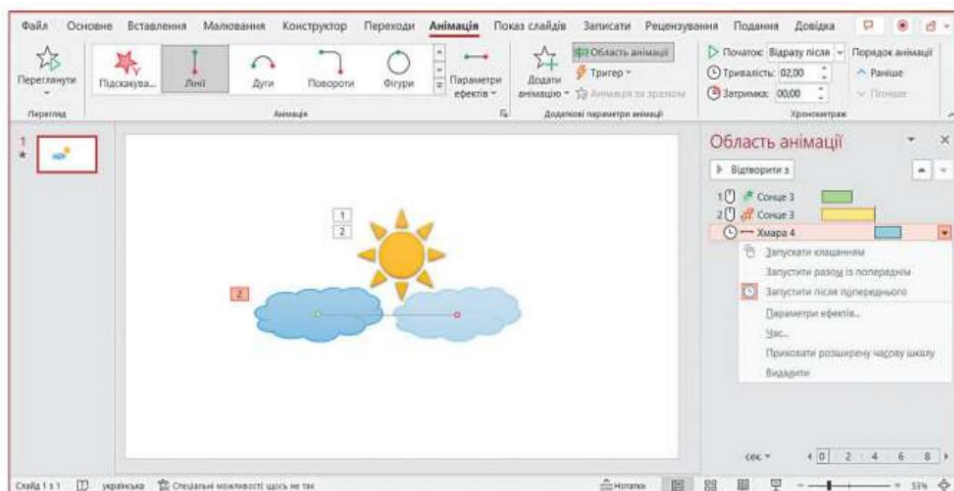 Файл Основне Вставлення Малювання Конструктор Переходи Анімація Показ слайдів Записати Рецензування Подання Довідка
Переглянути
Підскакува... Лінії Дуги Повороти Фігури
Параметри ефектів
Додати анімацію
Область анімації
Тригер
Анімація за зразком
Початок: Відразу після
Тривалість: 02,00
Затримка: 00,00
Порядок анімації
Раніше
Пізніше
Перегляд Анімація Додаткові параметри анімації Хронометраж
1
1
2
2
Область анімації
Відтворити з
1 Сонце 3
2 Сонце 3
Хмара 4
Запускати клацанням
Запустити разом із попереднім
Запустити після попереднього
Параметри ефектів...
Час...
Приховати розширену часову шкалу
Видалити
сек. 0 2 4 6 8
Слайд 1 з 1 українська Спеціальні можливості: щось не так Нотатки 53%